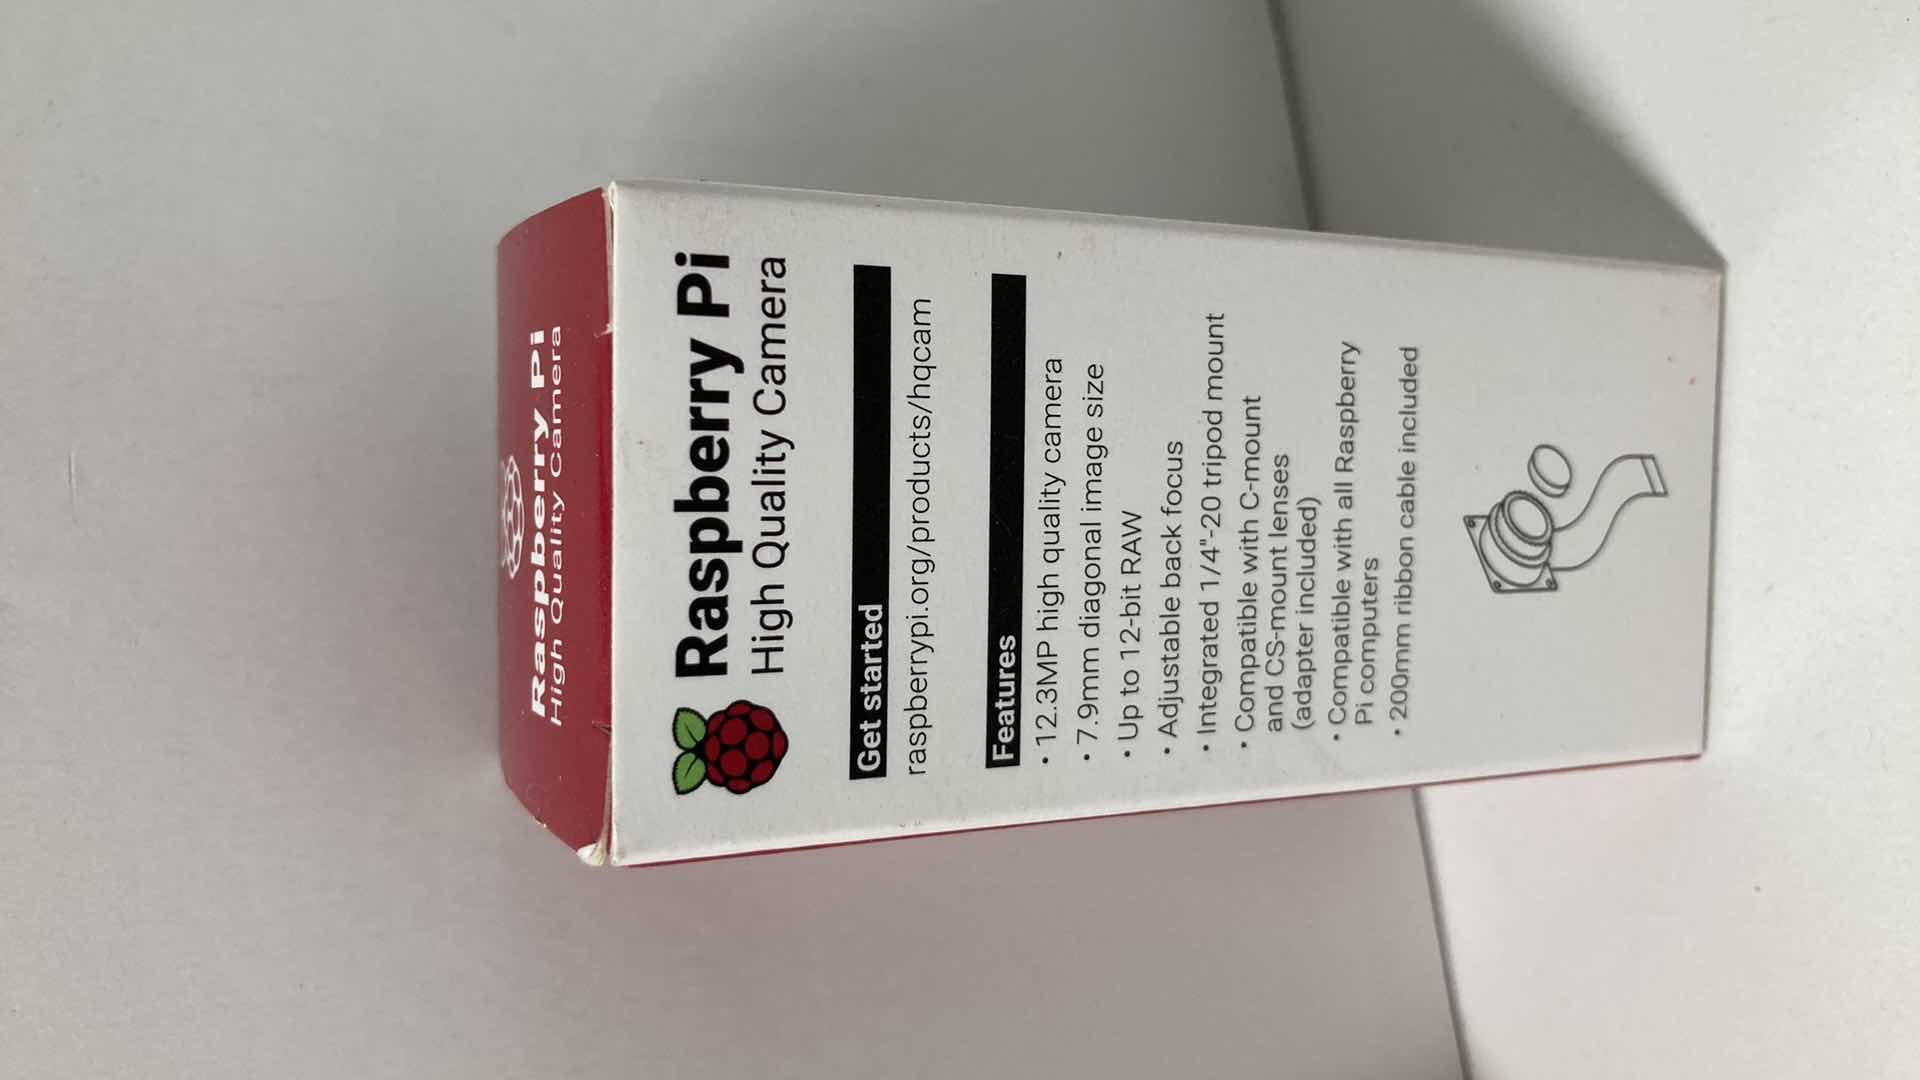 Raspberry Pi
High Quality Camera
Raspberry Pi
High Quality Camera
Get started
raspberrypi.org/products/hqcam
Features
• 12.3MP high quality camera
• 7.9mm diagonal image size
• Up to 12-bit RAW
• Adjustable back focus
• Integrated 1/4"-20 tripod mount
• Compatible with C-mount
and CS-mount lenses
(adapter included)
• Compatible with all Raspberry
Pi computers
• 200mm ribbon cable included